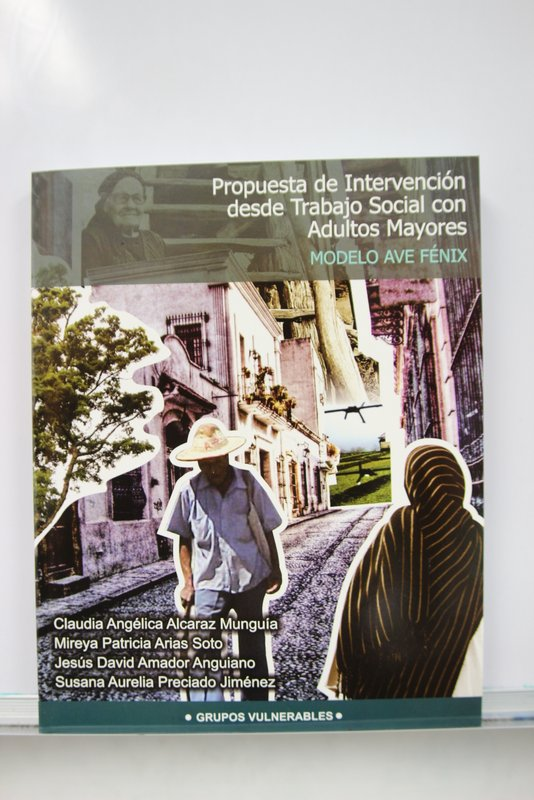 Propuesta de Intervención
desde Trabajo Social con
Adultos Mayores
MODELO AVE FÉNIX
Claudia Angélica Alcaraz Munguía
Mireya Patricia Arias Soto
Jesús David Amador Anguiano
Susana Aurelia Preciado Jiménez
• GRUPOS VULNERABLES •